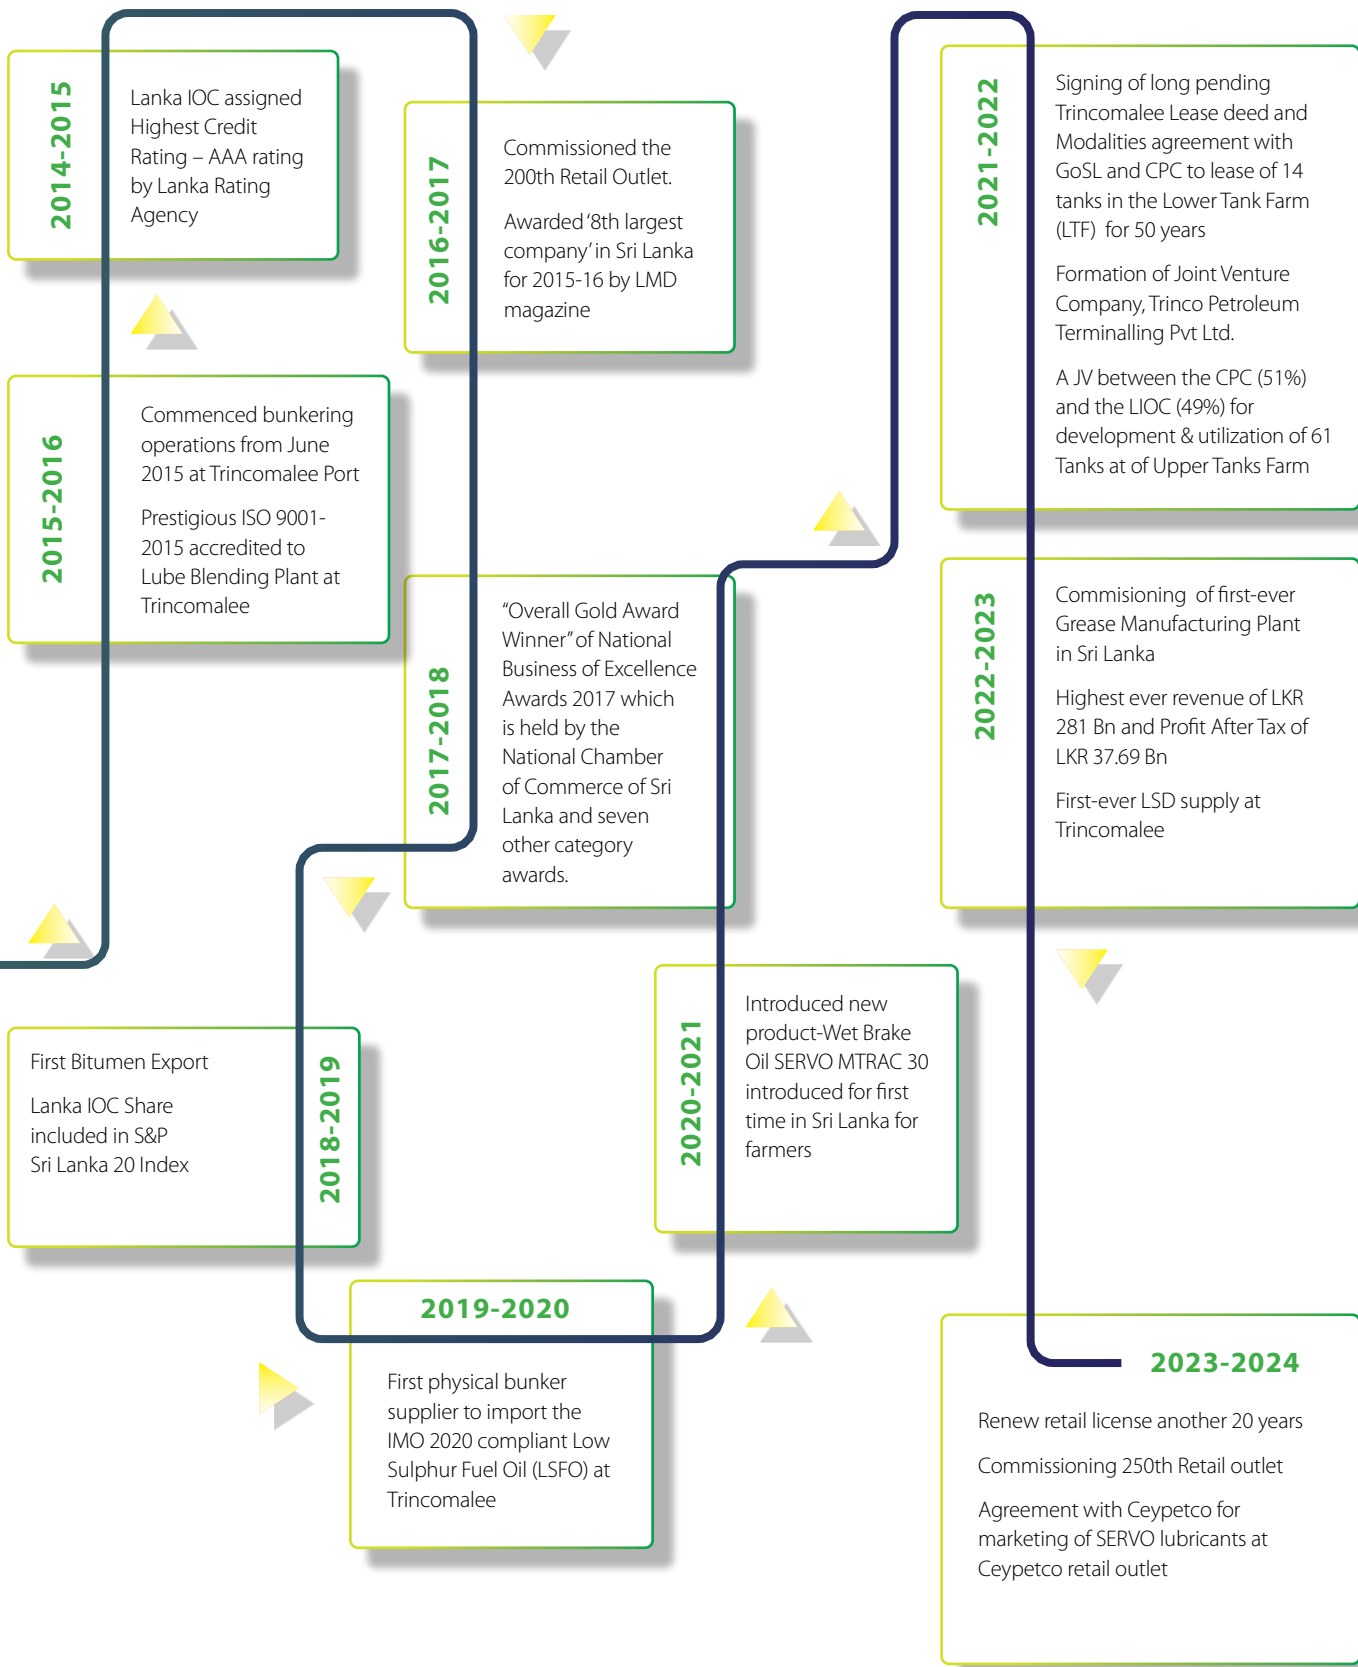 2014-2015
Lanka IOC assigned
Highest Credit
Rating – AAA rating
by Lanka Rating
Agency
2015-2016
Commenced bunkering
operations from June
2015 at Trincomalee Port
Prestigious ISO 9001-
2015 accredited to
Lube Blending Plant at
Trincomalee
2016-2017
Commissioned the
200th Retail Outlet.
Awarded ‘8th largest
company’ in Sri Lanka
for 2015-16 by LMD
magazine
2017-2018
“Overall Gold Award
Winner” of National
Business of Excellence
Awards 2017 which
is held by the
National Chamber
of Commerce of Sri
Lanka and seven
other category
awards.
2018-2019
First Bitumen Export
Lanka IOC Share
included in S&P
Sri Lanka 20 Index
2019-2020
First physical bunker
supplier to import the
IMO 2020 compliant Low
Sulphur Fuel Oil (LSFO) at
Trincomalee
2020-2021
Introduced new
product-Wet Brake
Oil SERVO MTRAC 30
introduced for first
time in Sri Lanka for
farmers
2021-2022
Signing of long pending
Trincomalee Lease deed and
Modalities agreement with
GoSL and CPC to lease of 14
tanks in the Lower Tank Farm
(LTF) for 50 years
Formation of Joint Venture
Company, Trinco Petroleum
Terminalling Pvt Ltd.
A JV between the CPC (51%)
and the LIOC (49%) for
development & utilization of 61
Tanks at of Upper Tanks Farm
2022-2023
Commisioning of first-ever
Grease Manufacturing Plant
in Sri Lanka
Highest ever revenue of LKR
281 Bn and Profit After Tax of
LKR 37.69 Bn
First-ever LSD supply at
Trincomalee
2023-2024
Renew retail license another 20 years
Commissioning 250th Retail outlet
Agreement with Ceypetco for
marketing of SERVO lubricants at
Ceypetco retail outlet